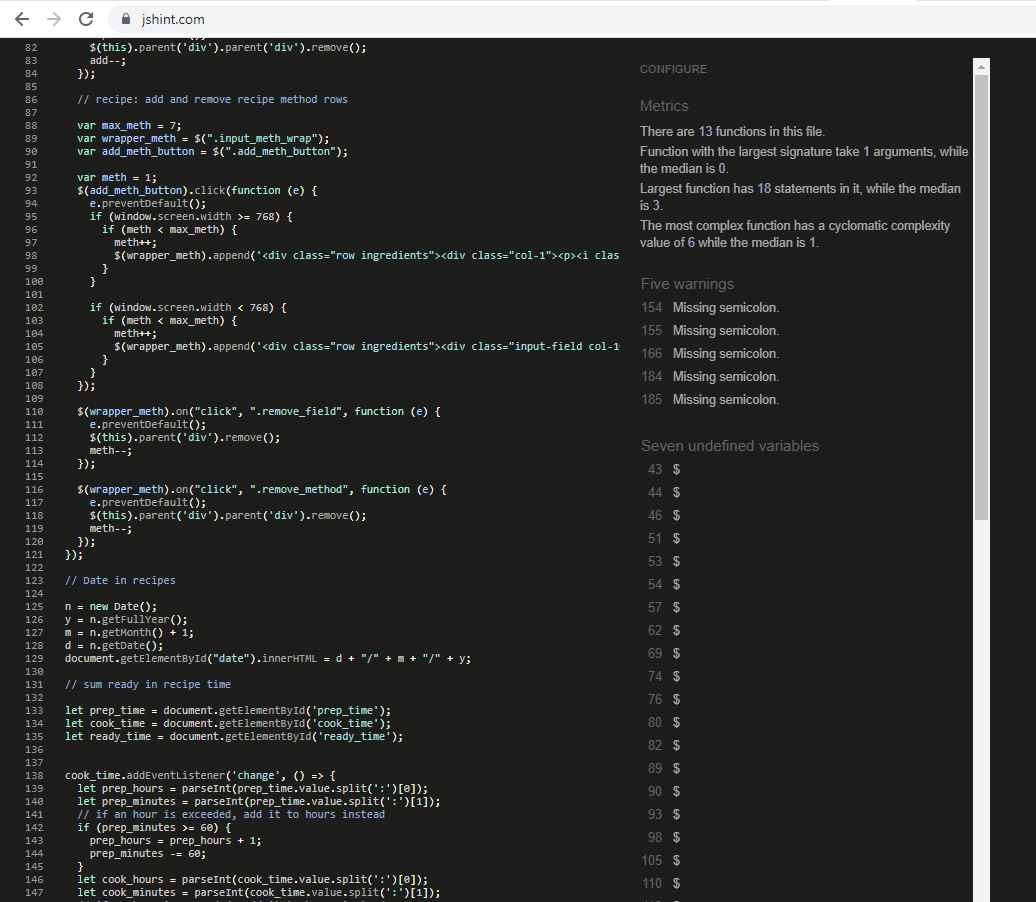 jshint.com
82 $(this).parent('div').parent('div').remove();
83 add--;
84 });
85
86 // recipe: add and remove recipe method rows
87
88 var max_meth = 7;
89 var wrapper_meth = $(".input_meth_wrap");
90 var add_meth_button = $(".add_meth_button");
91
92 var meth = 1;
93 $(add_meth_button).click(function (e) {
94 e.preventDefault();
95 if (window.screen.width >= 768) {
96 if (meth < max_meth) {
97 meth++;
98 $(wrapper_meth).append('<div class="row ingredients"><div class="col-1"><p><i clas
99 }
100 }
101
102 if (window.screen.width < 768) {
103 if (meth < max_meth) {
104 meth++;
105 $(wrapper_meth).append('<div class="row ingredients"><div class="input-field col-1
106 }
107 }
108 });
109
110 $(wrapper_meth).on("click", ".remove_field", function (e) {
111 e.preventDefault();
112 $(this).parent('div').remove();
113 meth--;
114 });
115
116 $(wrapper_meth).on("click", ".remove_method", function (e) {
117 e.preventDefault();
118 $(this).parent('div').parent('div').remove();
119 meth--;
120 });
121 });
122
123 // Date in recipes
124
125 n = new Date();
126 y = n.getFullYear();
127 m = n.getMonth() + 1;
128 d = n.getDate();
129 document.getElementById("date").innerHTML = d + "/" + m + "/" + y;
130
131 // sum ready in recipe time
132
133 let prep_time = document.getElementById('prep_time');
134 let cook_time = document.getElementById('cook_time');
135 let ready_time = document.getElementById('ready_time');
136
137
138 cook_time.addEventListener('change', () => {
139 let prep_hours = parseInt(prep_time.value.split(':')[0]);
140 let prep_minutes = parseInt(prep_time.value.split(':')[1]);
141 // if an hour is exceeded, add it to hours instead
142 if (prep_minutes >= 60) {
143 prep_hours = prep_hours + 1;
144 prep_minutes -= 60;
145 }
146 let cook_hours = parseInt(cook_time.value.split(':')[0]);
147 let cook_minutes = parseInt(cook_time.value.split(':')[1]);
CONFIGURE
Metrics
There are 13 functions in this file.
Function with the largest signature take 1 arguments, while
the median is 0.
Largest function has 18 statements in it, while the median
is 3.
The most complex function has a cyclomatic complexity
value of 6 while the median is 1.
Five warnings
154 Missing semicolon.
155 Missing semicolon.
166 Missing semicolon.
184 Missing semicolon.
185 Missing semicolon.
Seven undefined variables
43 $
44 $
46 $
51 $
53 $
54 $
57 $
62 $
69 $
74 $
76 $
80 $
82 $
89 $
90 $
93 $
98 $
105 $
110 $